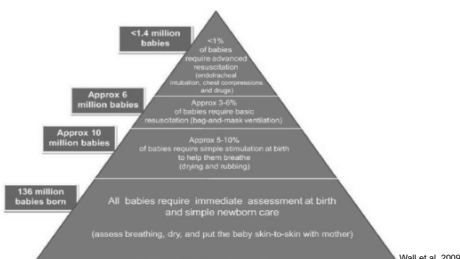 <1.4 million
babies
<1%
of babies
require advanced
resuscitation
(endotracheal
intubation, chest compressions
and drugs)
Approx 6
million babies
Approx 3-6%
of babies require basic
resuscitation (bag-and-mask ventilation)
Approx 10
million babies
Approx 5-10%
of babies require simple stimulation at birth
to help them breathe
(drying and rubbing)
136 million
babies born
All babies require immediate assessment at birth
and simple newborn care
(assess breathing, dry, and put the baby skin-to-skin with mother)
Wall et al. 2009